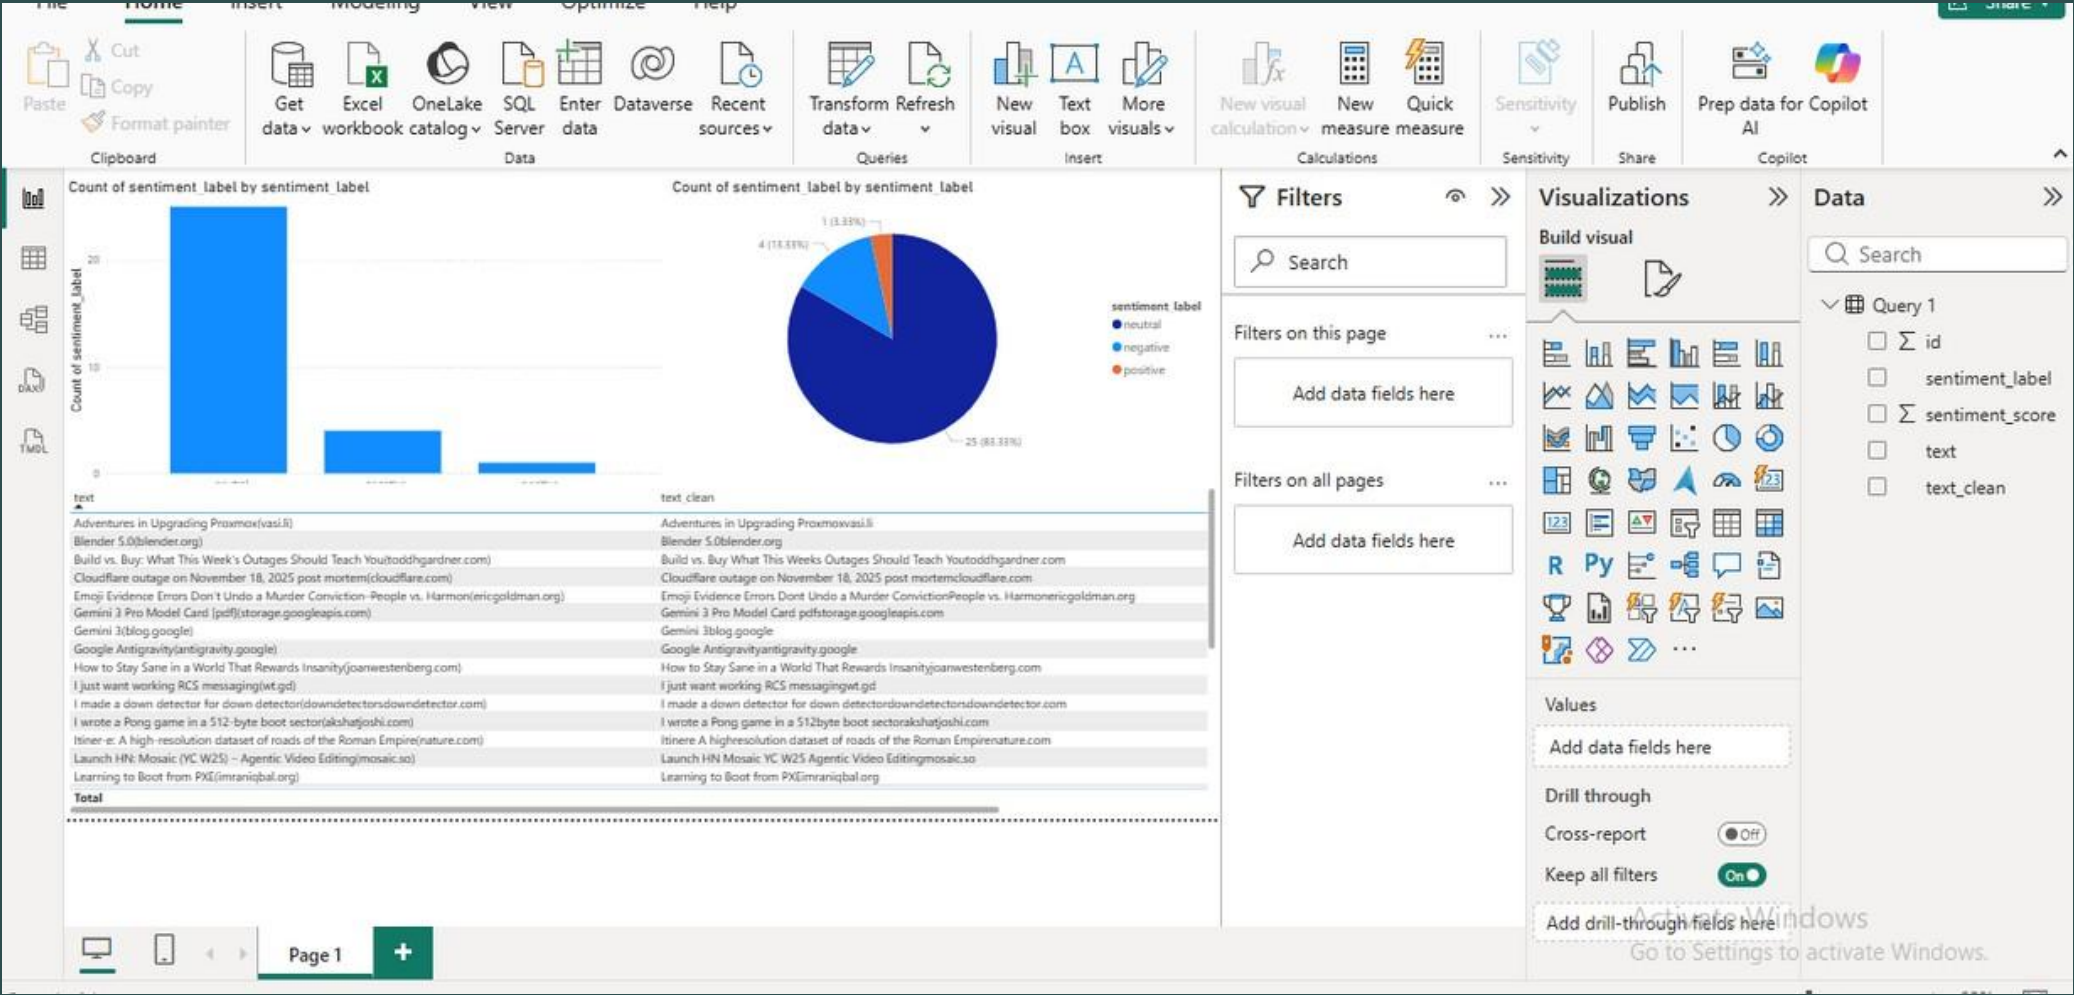 File Home Insert Modeling View Optimize Help Share
Paste
Cut
Copy
Format painter
Clipboard
Get data
Excel workbook
OneLake catalog
SQL Server
Enter data
Dataverse
Recent sources
Data
Transform data
Refresh
Queries
New visual
Text box
More visuals
Insert
New visual calculation
New measure
Quick measure
Calculations
Sensitivity
Sensitivity
Publish
Share
Prep data for AI
Copilot
Copilot
DAX
TMDL
Count of sentiment_label by sentiment_label
Count of sentiment_label
20
10
0
Count of sentiment_label by sentiment_label
1 (3.33%)
4 (13.33%)
25 (83.33%)
sentiment_label
neutral
negative
positive
text text_clean
Adventures in Upgrading Proxmox(vasi.li) Adventures in Upgrading Proxmoxvasi.li
Blender 5.0(blender.org) Blender 5.0blender.org
Build vs. Buy: What This Week's Outages Should Teach You(toddhgardner.com) Build vs. Buy What This Weeks Outages Should Teach Youtoddhgardner.com
Cloudflare outage on November 18, 2025 post mortem(cloudflare.com) Cloudflare outage on November 18, 2025 post mortemcloudflare.com
Emoji Evidence Errors Don't Undo a Murder Conviction–People vs. Harmon(ericgoldman.org) Emoji Evidence Errors Dont Undo a Murder ConvictionPeople vs. Harmonericgoldman.org
Gemini 3 Pro Model Card [pdf](storage.googleapis.com) Gemini 3 Pro Model Card pdfstorage.googleapis.com
Gemini 3(blog.google) Gemini 3blog.google
Google Antigravity(antigravity.google) Google Antigravityantigravity.google
How to Stay Sane in a World That Rewards Insanity(joanwestenberg.com) How to Stay Sane in a World That Rewards Insanityjoanwestenberg.com
I just want working RCS messaging(wt.gd) I just want working RCS messagingwt.gd
I made a down detector for down detector(downdetectorsdowndetector.com) I made a down detector for down detectordowndetectorsdowndetector.com
I wrote a Pong game in a 512-byte boot sector(akshatjoshi.com) I wrote a Pong game in a 512byte boot sectorakshatjoshi.com
Itiner-e: A high-resolution dataset of roads of the Roman Empire(nature.com) Itinere A highresolution dataset of roads of the Roman Empirenature.com
Launch HN: Mosaic (YC W25) – Agentic Video Editing(mosaic.so) Launch HN Mosaic YC W25 Agentic Video Editingmosaic.so
Learning to Boot from PXE(imraniqbal.org) Learning to Boot from PXEimraniqbal.org
Total
Page 1
+
Filters
Search
Filters on this page ...
Add data fields here
Filters on all pages ...
Add data fields here
Visualizations
Build visual
123
123
R
Py
...
Values
Add data fields here
Drill through
Cross-report Off
Keep all filters On
Add drill-through fields here
Data
Search
Query 1
Σ id
sentiment_label
Σ sentiment_score
text
text_clean
Activate Windows
Go to Settings to activate Windows.